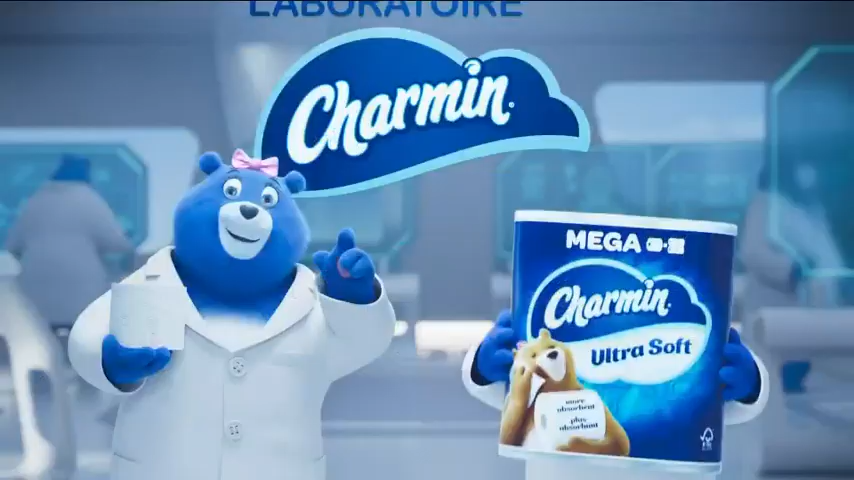 LABORATOIRE
Charmin
MEGA
Charmin
Ultra Soft
more
absorbent
plus
absorbant